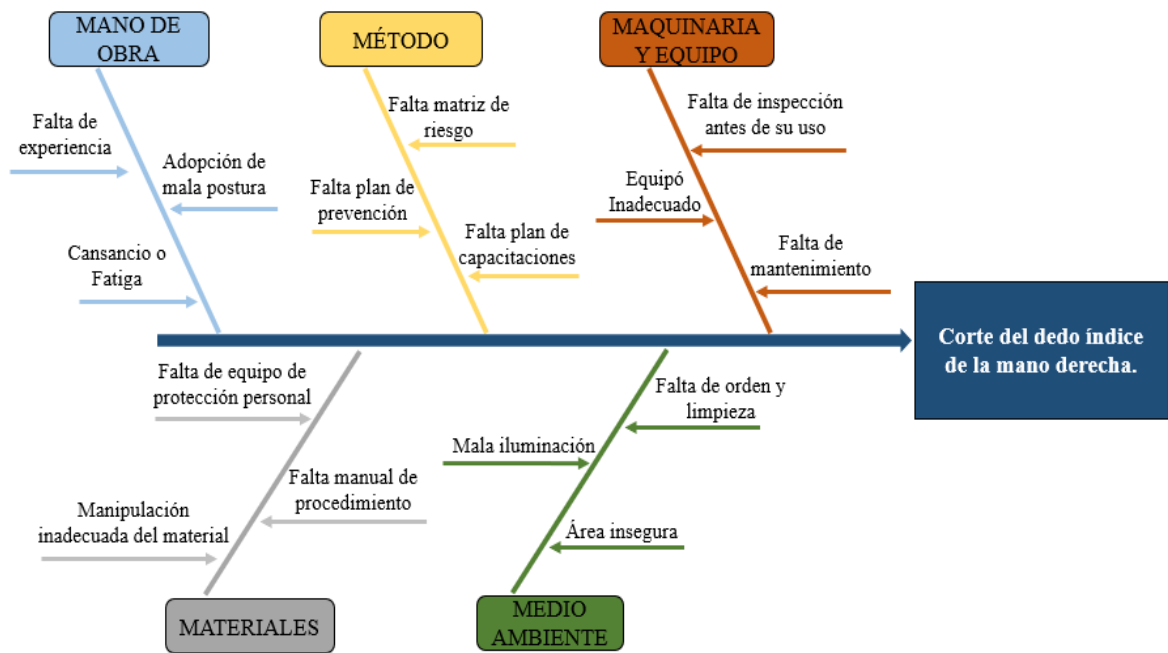 MANO DE
OBRA
MÉTODO
MAQUINARIA
Y EQUIPO
Falta de
experiencia
Adopción de
mala postura
Cansancio o
Fatiga
Falta matriz de
riesgo
Falta plan de
prevención
Falta plan de
capacitaciones
Falta de inspección
antes de su uso
Equipó
Inadecuado
Falta de
mantenimiento
Corte del dedo índice
de la mano derecha.
Falta de equipo de
protección personal
Falta manual de
procedimiento
Manipulación
inadecuada del material
Falta de orden y
limpieza
Mala iluminación
Área insegura
MATERIALES
MEDIO
AMBIENTE